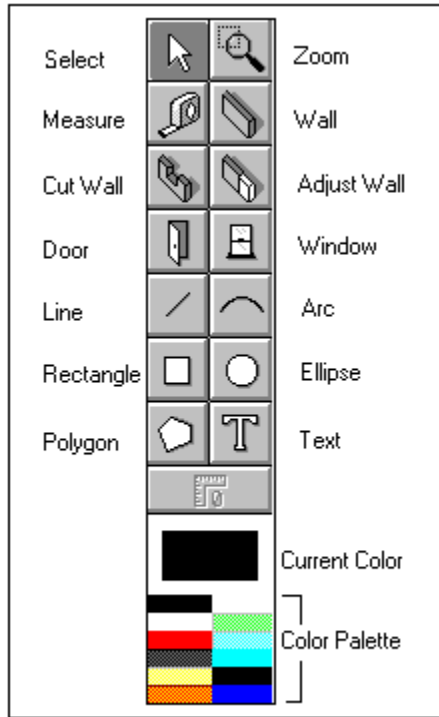 Select Zoom
Measure Wall
Cut Wall Adjust Wall
Door Window
Line Arc
Rectangle Ellipse
Polygon T Text
Current Color
Color Palette